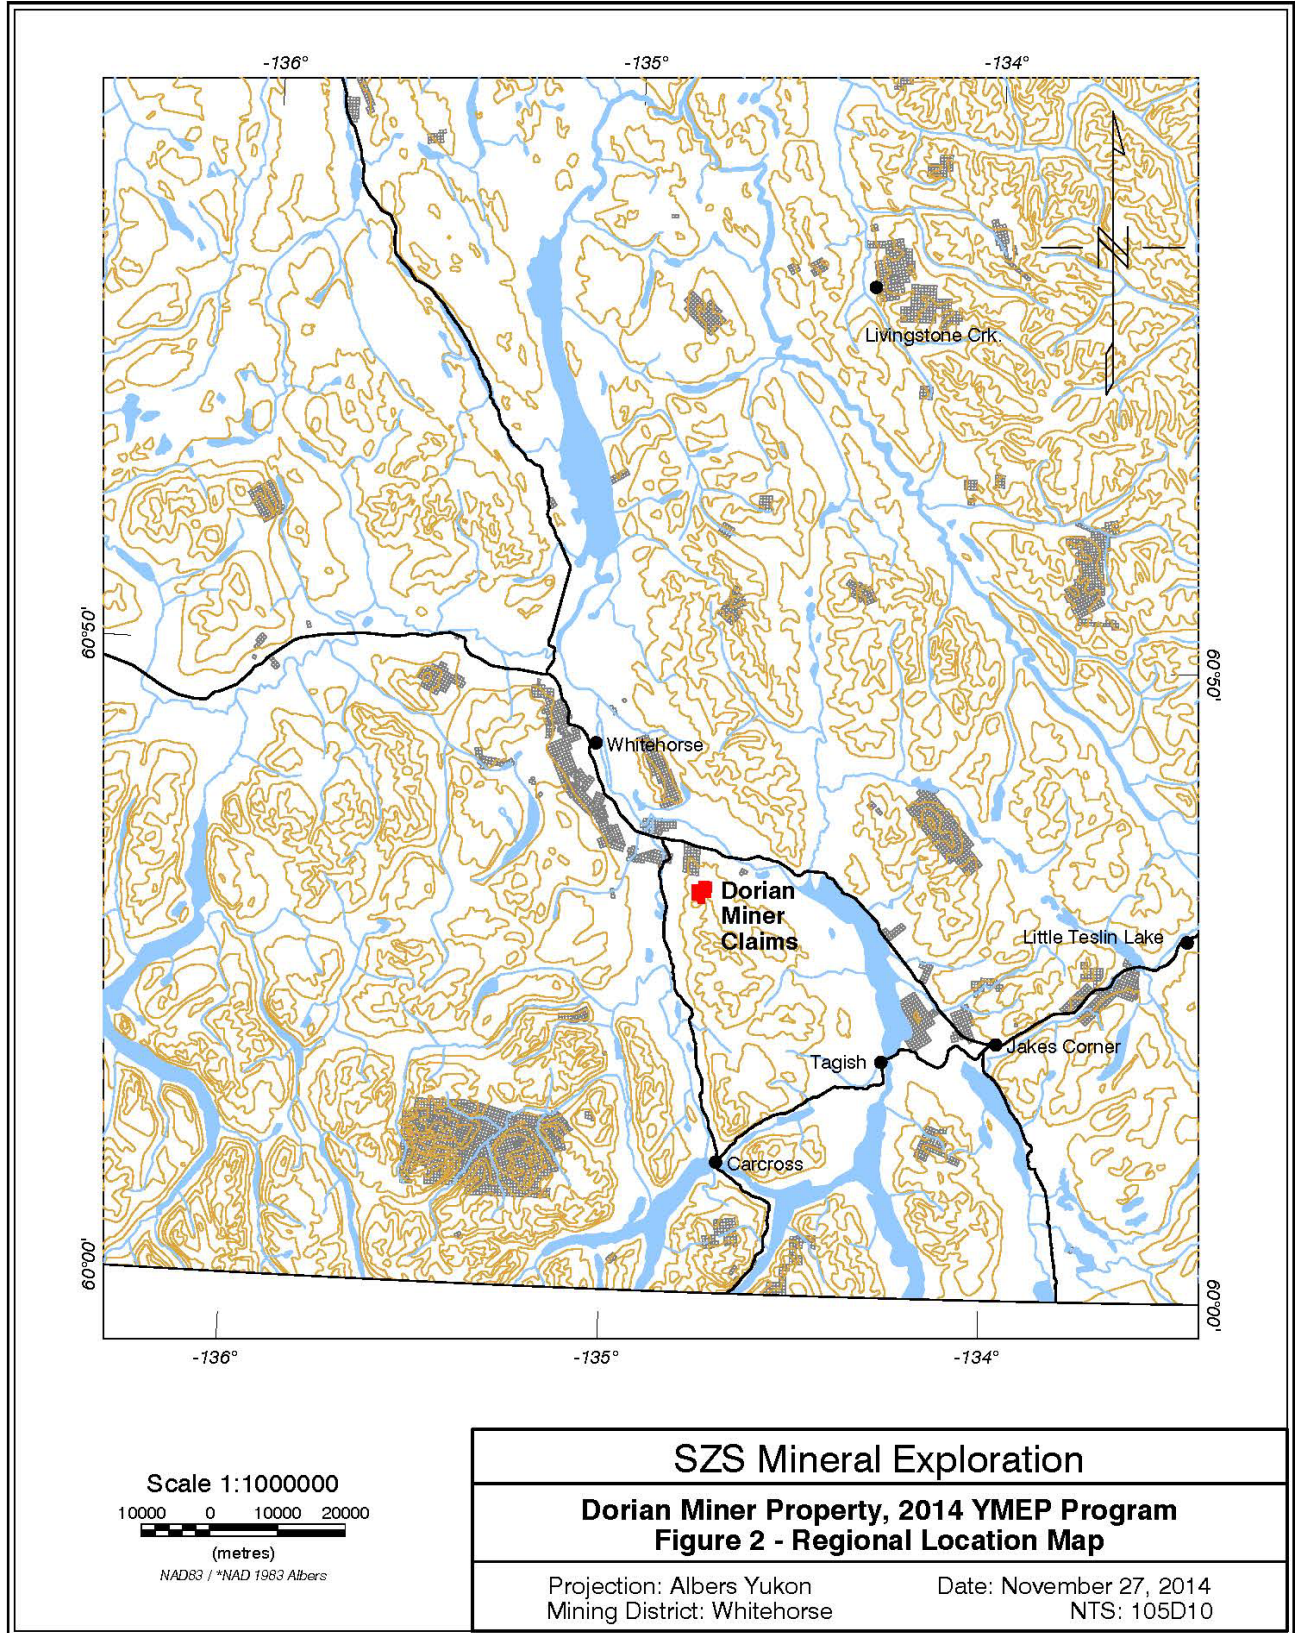 -136°
-135°
-134°
Livingstone Crk.
60°50'
60°50'
Whitehorse
Dorian
Miner
Claims
Little Teslin Lake
Jakes Corner
Tagish
Carcross
60°00'
60°00'
-136°
-135°
-134°
N
Scale 1:1000000
10000 0 10000 20000
(metres)
NAD83 / *NAD 1983 Albers
SZS Mineral Exploration
Dorian Miner Property, 2014 YMEP Program
Figure 2 - Regional Location Map
Projection: Albers Yukon
Date: November 27, 2014
Mining District: Whitehorse
NTS: 105D10